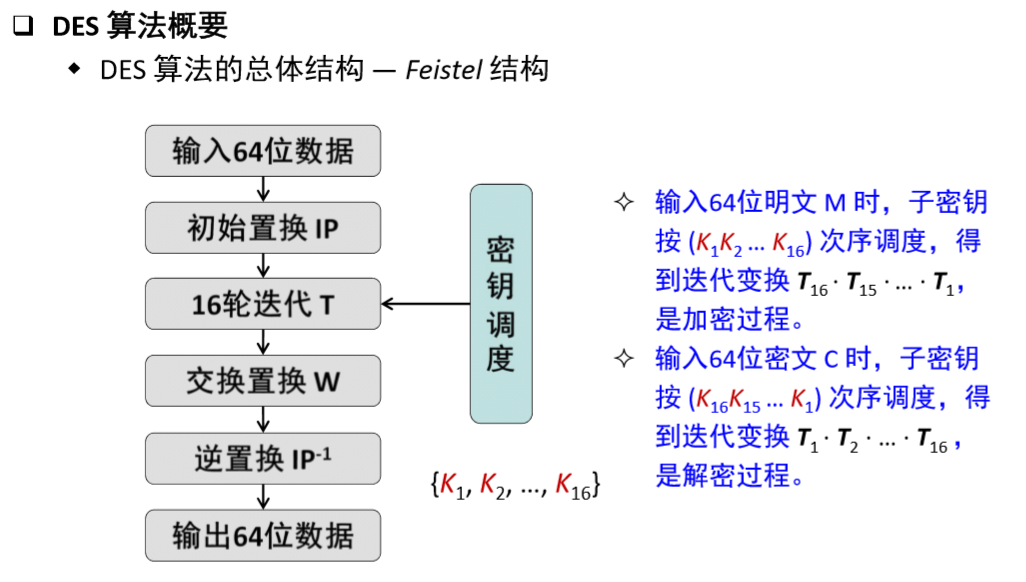 ❑ DES 算法概要
◆ DES 算法的总体结构 — Feistel 结构
输入64位数据
初始置换 IP
16轮迭代 T
交换置换 W
逆置换 IP⁻¹
输出64位数据
密钥调度
{K₁, K₂, …, K₁₆}
✧ 输入64位明文 M 时，子密钥
按 (K₁K₂ … K₁₆) 次序调度，得
到迭代变换 T₁₆ · T₁₅ · … · T₁，
是加密过程。
✧ 输入64位密文 C 时，子密钥
按 (K₁₆K₁₅ … K₁) 次序调度，得
到迭代变换 T₁ · T₂ · … · T₁₆，
是解密过程。